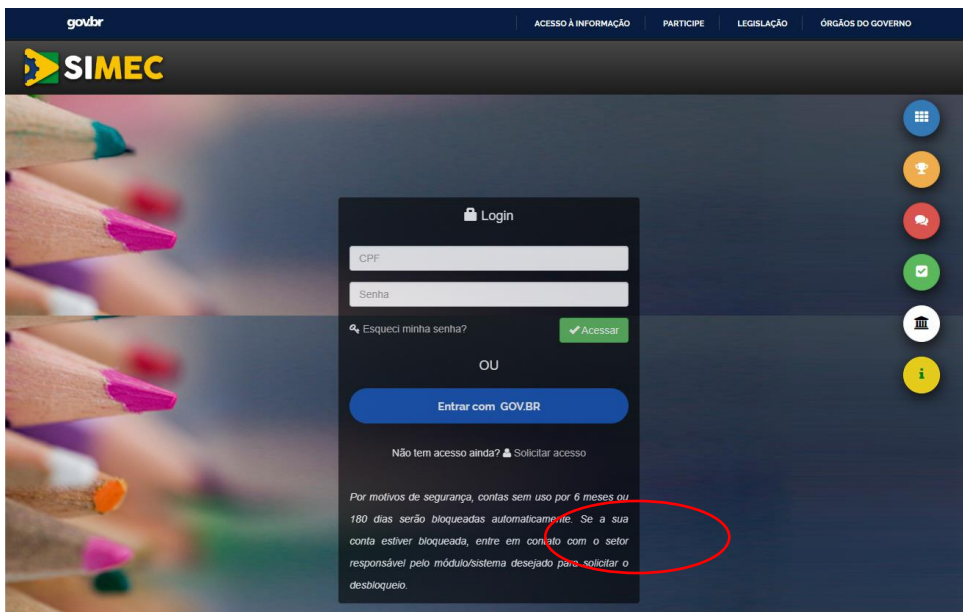 gov.br
ACESSO À INFORMAÇÃO PARTICIPE LEGISLAÇÃO ÓRGÃOS DO GOVERNO
SIMEC
Login
CPF
Senha
Esqueci minha senha?
Acessar
OU
Entrar com GOV.BR
Não tem acesso ainda? Solicitar acesso
Por motivos de segurança, contas sem uso por 6 meses ou
180 dias serão bloqueadas automaticamente. Se a sua
conta estiver bloqueada, entre em contato com o setor
responsável pelo módulo/sistema desejado para solicitar o
desbloqueio.